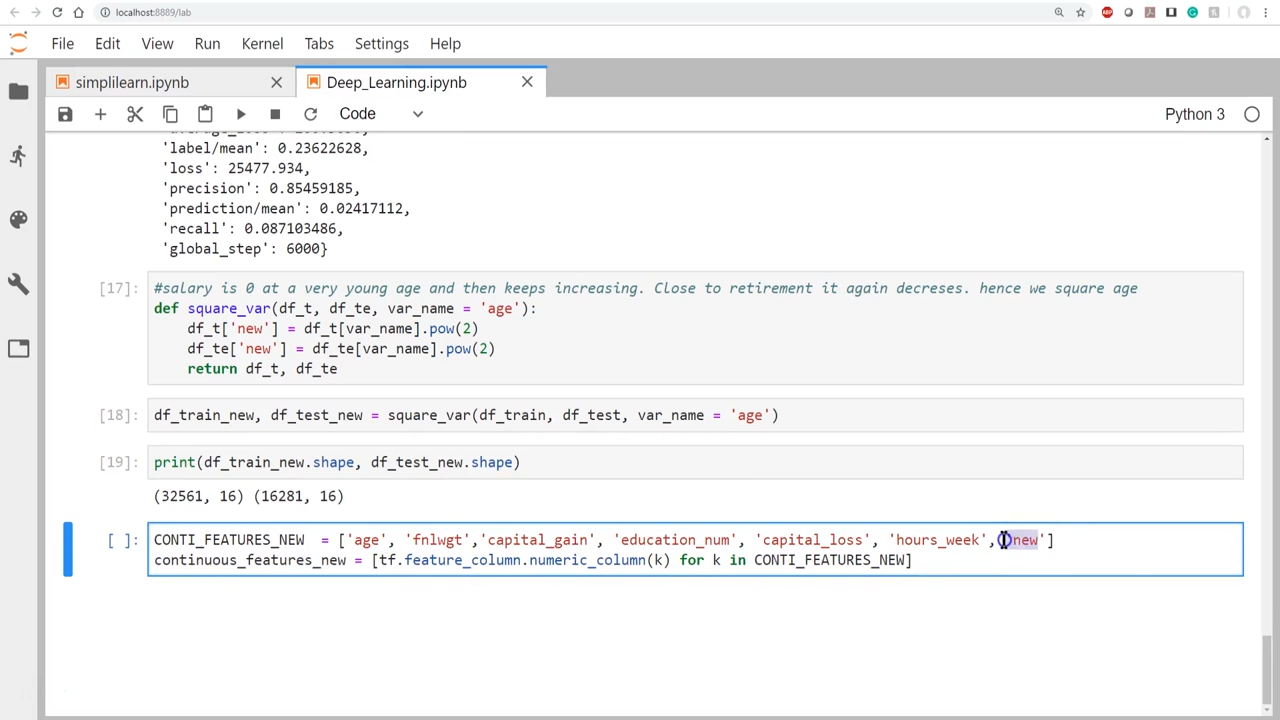 localhost:8889/lab
File Edit View Run Kernel Tabs Settings Help
simplilearn.ipynb Deep_Learning.ipynb
Code Python 3
'label/mean': 0.23622628,
'loss': 25477.934,
'precision': 0.85459185,
'prediction/mean': 0.02417112,
'recall': 0.087103486,
'global_step': 6000}
[17]: #salary is 0 at a very young age and then keeps increasing. Close to retirement it again decreses. hence we square age
def square_var(df_t, df_te, var_name = 'age'):
df_t['new'] = df_t[var_name].pow(2)
df_te['new'] = df_te[var_name].pow(2)
return df_t, df_te
[18]: df_train_new, df_test_new = square_var(df_train, df_test, var_name = 'age')
[19]: print(df_train_new.shape, df_test_new.shape)
(32561, 16) (16281, 16)
[ ]: CONTI_FEATURES_NEW = ['age', 'fnlwgt','capital_gain', 'education_num', 'capital_loss', 'hours_week', 'new']
continuous_features_new = [tf.feature_column.numeric_column(k) for k in CONTI_FEATURES_NEW]